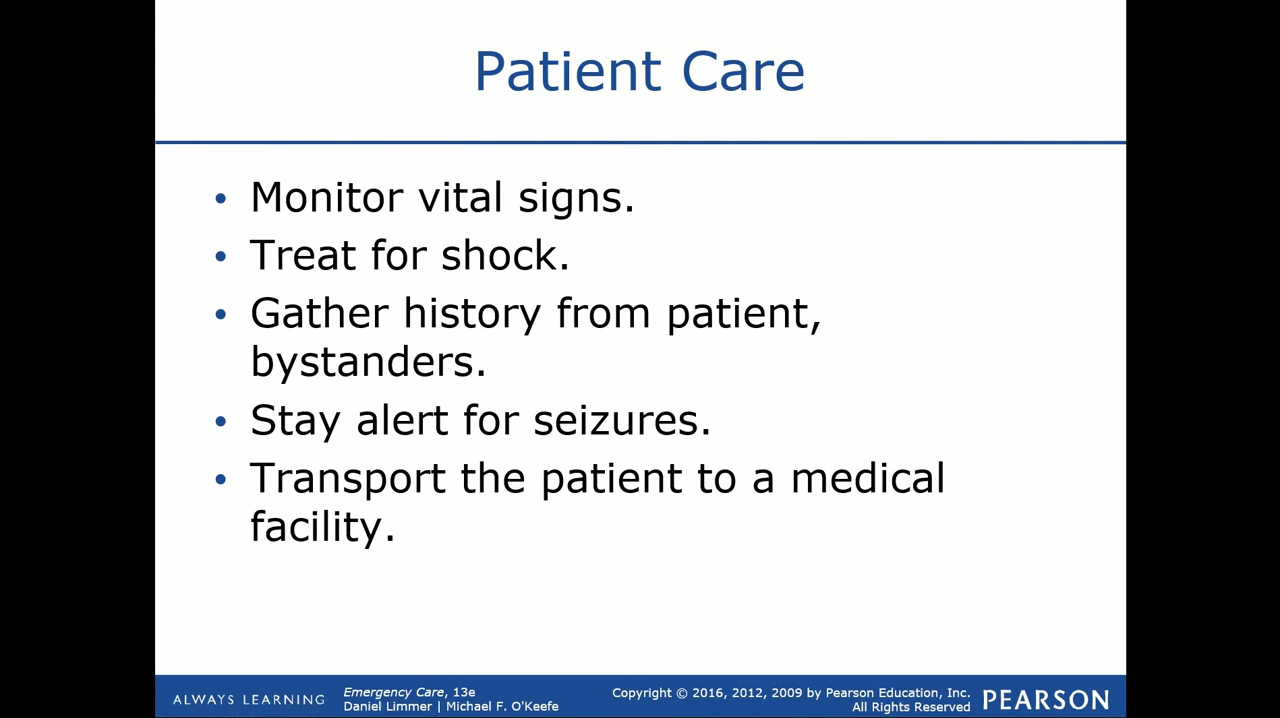 Patient Care
• Monitor vital signs.
• Treat for shock.
• Gather history from patient,
bystanders.
• Stay alert for seizures.
• Transport the patient to a medical
facility.
ALWAYS LEARNING
Emergency Care, 13e
Daniel Limmer | Michael F. O'Keefe
Copyright © 2016, 2012, 2009 by Pearson Education, Inc.
All Rights Reserved
PEARSON